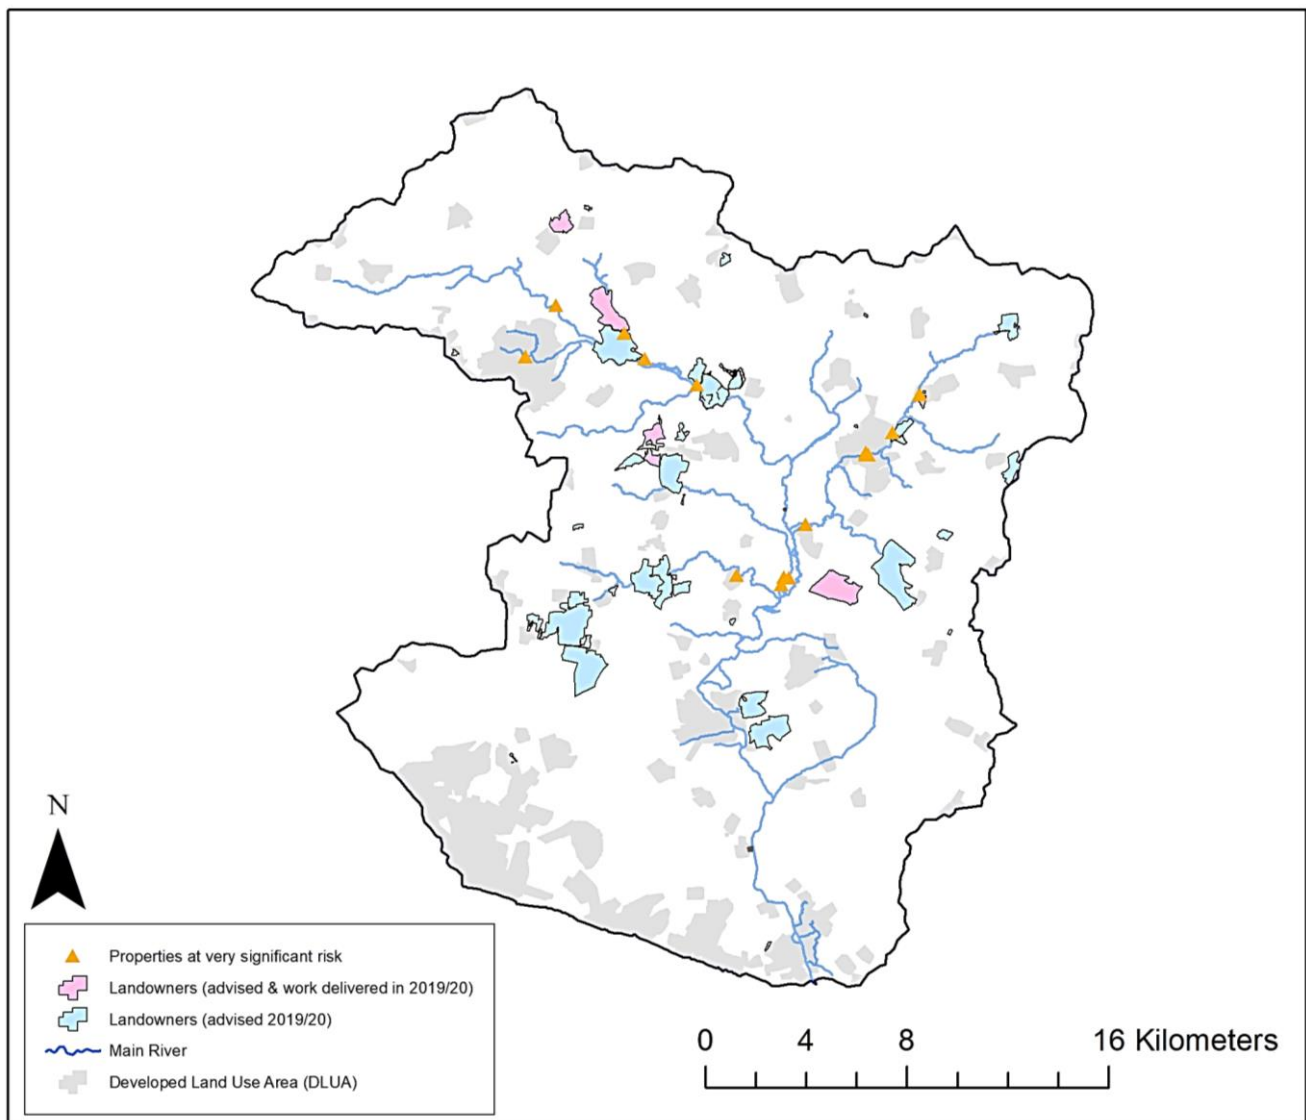 N
Properties at very significant risk
Landowners (advised & work delivered in 2019/20)
Landowners (advised 2019/20)
Main River
Developed Land Use Area (DLUA)
0 4 8 16 Kilometers